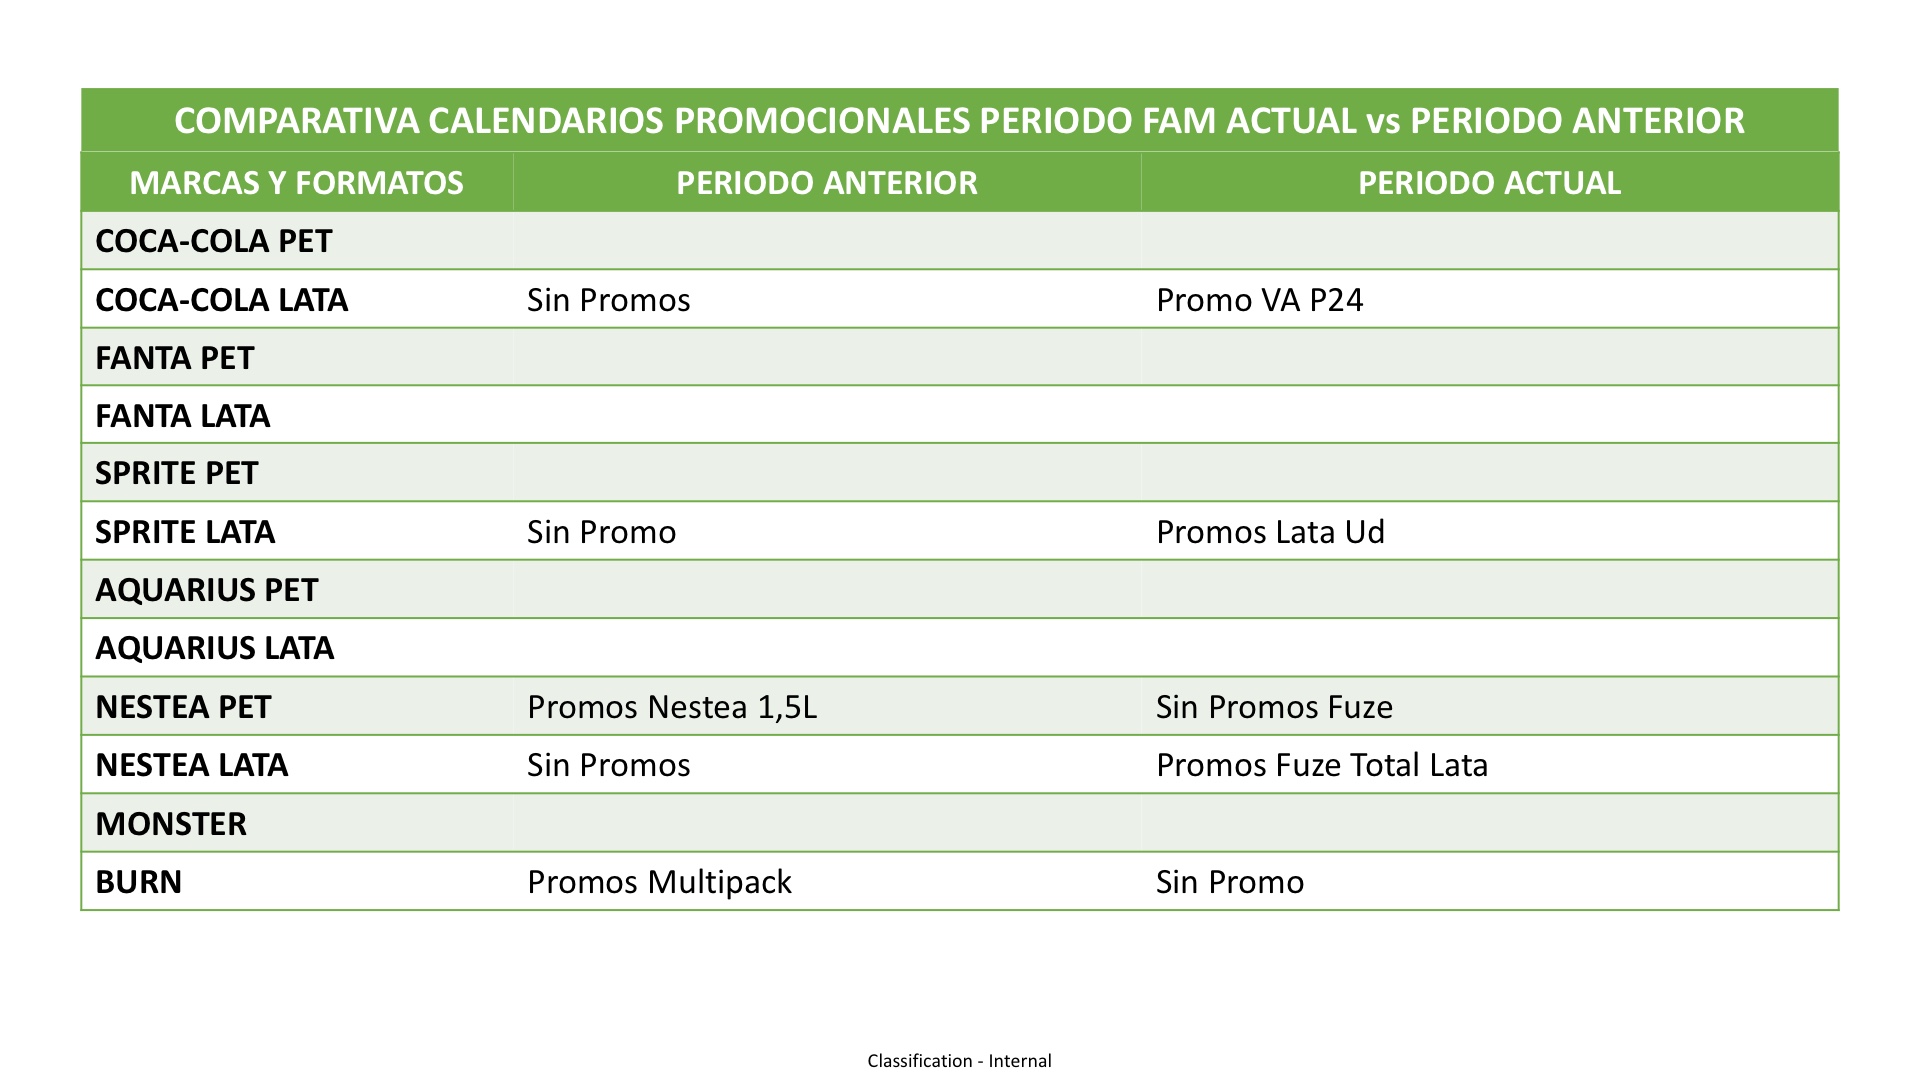 COMPARATIVA CALENDARIOS PROMOCIONALES PERIODO FAM ACTUAL vs PERIODO ANTERIOR
MARCAS Y FORMATOS PERIODO ANTERIOR PERIODO ACTUAL
COCA-COLA PET
COCA-COLA LATA Sin Promos Promo VA P24
FANTA PET
FANTA LATA
SPRITE PET
SPRITE LATA Sin Promo Promos Lata Ud
AQUARIUS PET
AQUARIUS LATA
NESTEA PET Promos Nestea 1,5L Sin Promos Fuze
NESTEA LATA Sin Promos Promos Fuze Total Lata
MONSTER
BURN Promos Multipack Sin Promo
Classification - Internal